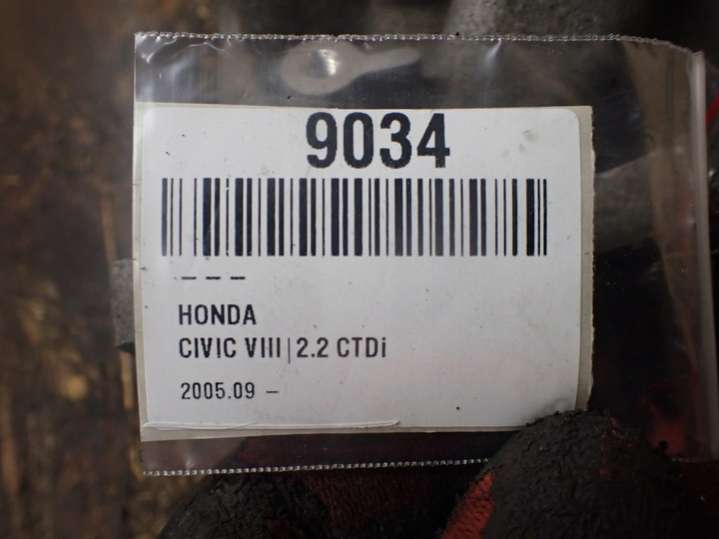 9034
- - -
HONDA
CIVIC VIII|2.2 CTDi
2005.09 -